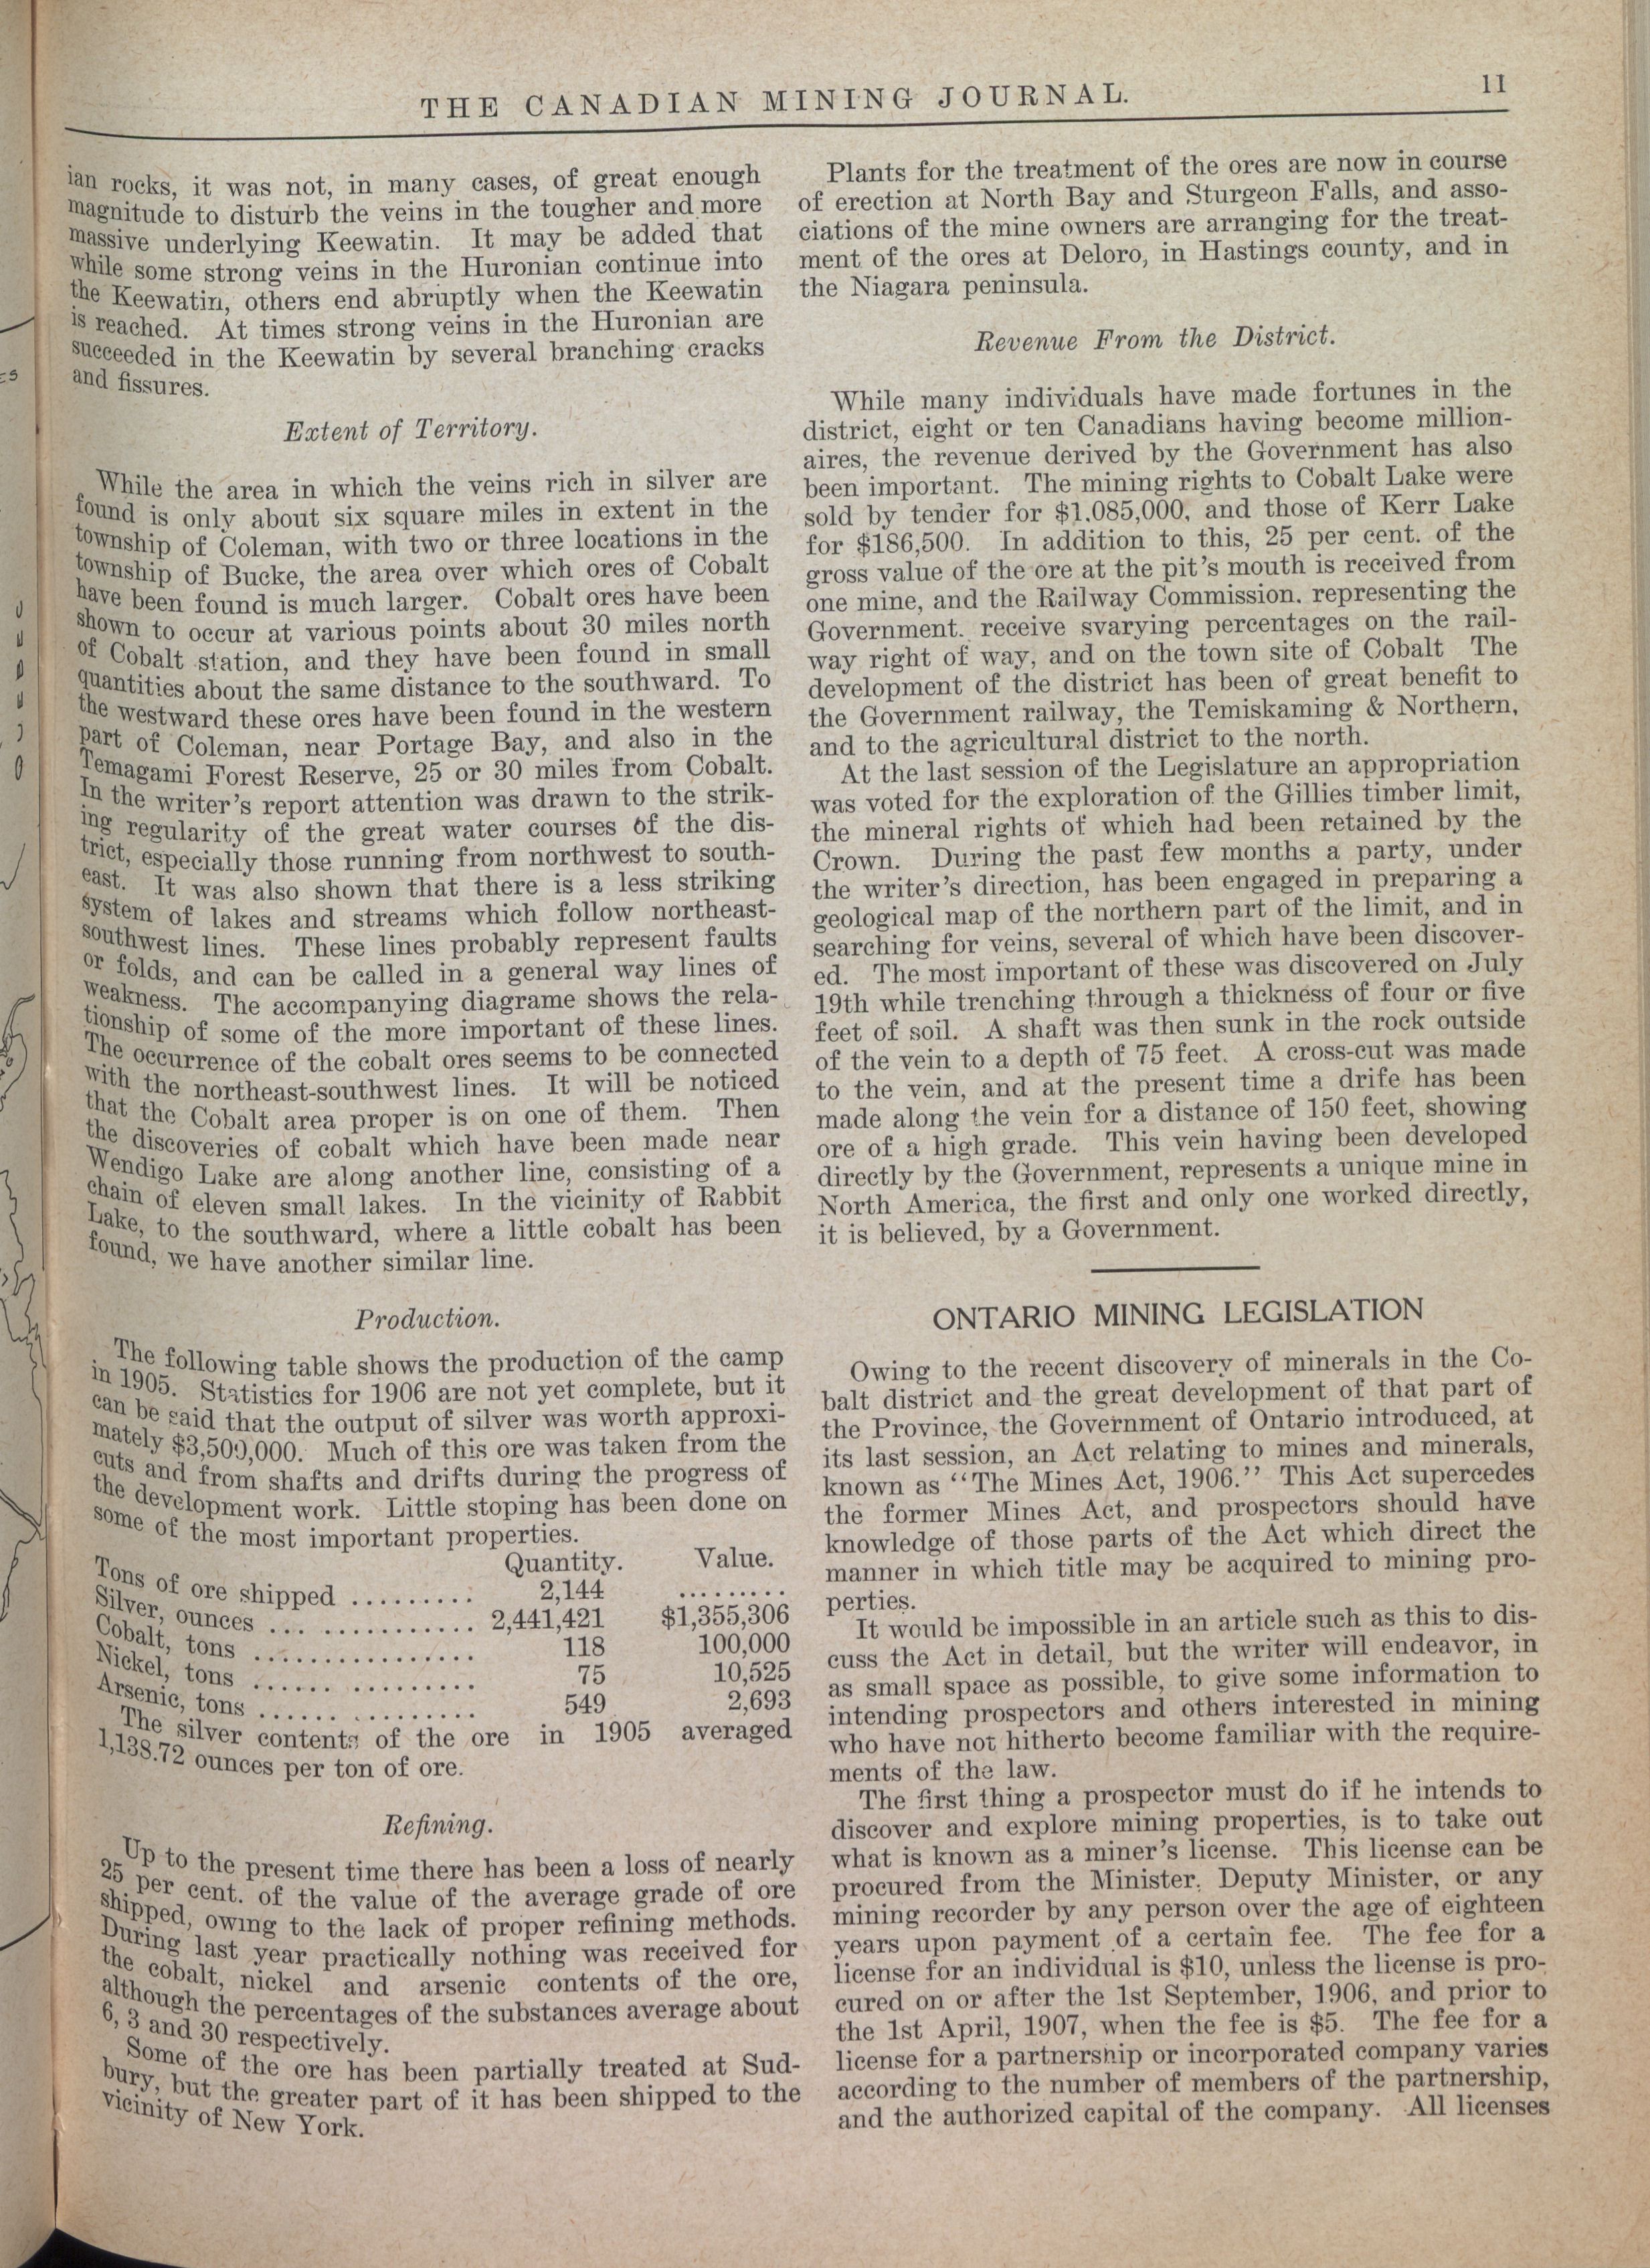 THE CANADIAN MINING JOURNAL.
11
ian rocks, it was not, in many cases, of great enough
magnitude to disturb the veins in the tougher and more
massive underlying Keewatin. It may be added that
while some strong veins in the Huronian continue into
the Keewatin, others end abruptly when the Keewatin
is reached. At times strong veins in the Huronian are
succeeded in the Keewatin by several branching cracks
and fissures.
Extent of Territory.
While the area in which the veins rich in silver are
found is only about six square miles in extent in the
township of Coleman, with two or three locations in the
township of Bucke, the area over which ores of Cobalt
have been found is much larger. Cobalt ores have been
shown to occur at various points about 30 miles north
of Cobalt station, and they have been found in small
quantities about the same distance to the southward. To
the westward these ores have been found in the western
part of Coleman, near Portage Bay, and also in the
Temagami Forest Reserve, 25 or 30 miles from Cobalt.
In the writer's report attention was drawn to the strik-
ing regularity of the great water courses of the dis-
trict, especially those running from northwest to south-
east. It was also shown that there is a less striking
system of lakes and streams which follow northeast-
southwest lines. These lines probably represent faults
or folds, and can be called in a general way lines of
weakness. The accompanying diagrame shows the rela-
tionship of some of the more important of these lines.
The occurrence of the cobalt ores seems to be connected
with the northeast-southwest lines. It will be noticed
that the Cobalt area proper is on one of them. Then
the discoveries of cobalt which have been made near
Wendigo Lake are along another line, consisting of a
chain of eleven small lakes. In the vicinity of Rabbit
Lake, to the southward, where a little cobalt has been
found, we have another similar line.
Production.
The following table shows the production of the camp
in 1905. Statistics for 1906 are not yet complete, but it
can be said that the output of silver was worth approxi-
mately $3,500,000. Much of this ore was taken from the
cuts and from shafts and drifts during the progress of
the development work. Little stoping has been done on
some of the most important properties.
Quantity. Value.
Tons of ore shipped ......... 2,144 .........
Silver, ounces ... ............ 2,441,421 $1,355,306
Cobalt, tons ................ 118 100,000
Nickel, tons ...... ......... 75 10,525
Arsenic, tons ...... ......... 549 2,693
The silver contents of the ore in 1905 averaged
1,138.72 ounces per ton of ore.
Refining.
Up to the present time there has been a loss of nearly
25 per cent. of the value of the average grade of ore
shipped, owing to the lack of proper refining methods.
During last year practically nothing was received for
the cobalt, nickel and arsenic contents of the ore,
although the percentages of the substances average about
6, 3 and 30 respectively.
Some of the ore has been partially treated at Sud-
bury, but the greater part of it has been shipped to the
vicinity of New York.
Plants for the treatment of the ores are now in course
of erection at North Bay and Sturgeon Falls, and asso-
ciations of the mine owners are arranging for the treat-
ment of the ores at Deloro, in Hastings county, and in
the Niagara peninsula.
Revenue From the District.
While many individuals have made fortunes in the
district, eight or ten Canadians having become million-
aires, the revenue derived by the Government has also
been important. The mining rights to Cobalt Lake were
sold by tender for $1.085,000, and those of Kerr Lake
for $186,500. In addition to this, 25 per cent. of the
gross value of the ore at the pit's mouth is received from
one mine, and the Railway Commission. representing the
Government. receive svarying percentages on the rail-
way right of way, and on the town site of Cobalt The
development of the district has been of great benefit to
the Government railway, the Temiskaming & Northern,
and to the agricultural district to the north.
At the last session of the Legislature an appropriation
was voted for the exploration of the Gillies timber limit,
the mineral rights of which had been retained by the
Crown. During the past few months a party, under
the writer's direction, has been engaged in preparing a
geological map of the northern part of the limit, and in
searching for veins, several of which have been discover-
ed. The most important of these was discovered on July
19th while trenching through a thickness of four or five
feet of soil. A shaft was then sunk in the rock outside
of the vein to a depth of 75 feet. A cross-cut was made
to the vein, and at the present time a drife has been
made along the vein for a distance of 150 feet, showing
ore of a high grade. This vein having been developed
directly by the Government, represents a unique mine in
North America, the first and only one worked directly,
it is believed, by a Government.
ONTARIO MINING LEGISLATION
Owing to the recent discovery of minerals in the Co-
balt district and the great development of that part of
the Province, the Government of Ontario introduced, at
its last session, an Act relating to mines and minerals,
known as "The Mines Act, 1906." This Act supercedes
the former Mines Act, and prospectors should have
knowledge of those parts of the Act which direct the
manner in which title may be acquired to mining pro-
perties.
It would be impossible in an article such as this to dis-
cuss the Act in detail, but the writer will endeavor, in
as small space as possible, to give some information to
intending prospectors and others interested in mining
who have not hitherto become familiar with the require-
ments of the law.
The first thing a prospector must do if he intends to
discover and explore mining properties, is to take out
what is known as a miner's license. This license can be
procured from the Minister, Deputy Minister, or any
mining recorder by any person over the age of eighteen
years upon payment of a certain fee. The fee for a
license for an individual is $10, unless the license is pro-
cured on or after the 1st September, 1906, and prior to
the 1st April, 1907, when the fee is $5. The fee for a
license for a partnership or incorporated company varies
according to the number of members of the partnership,
and the authorized capital of the company. All licenses